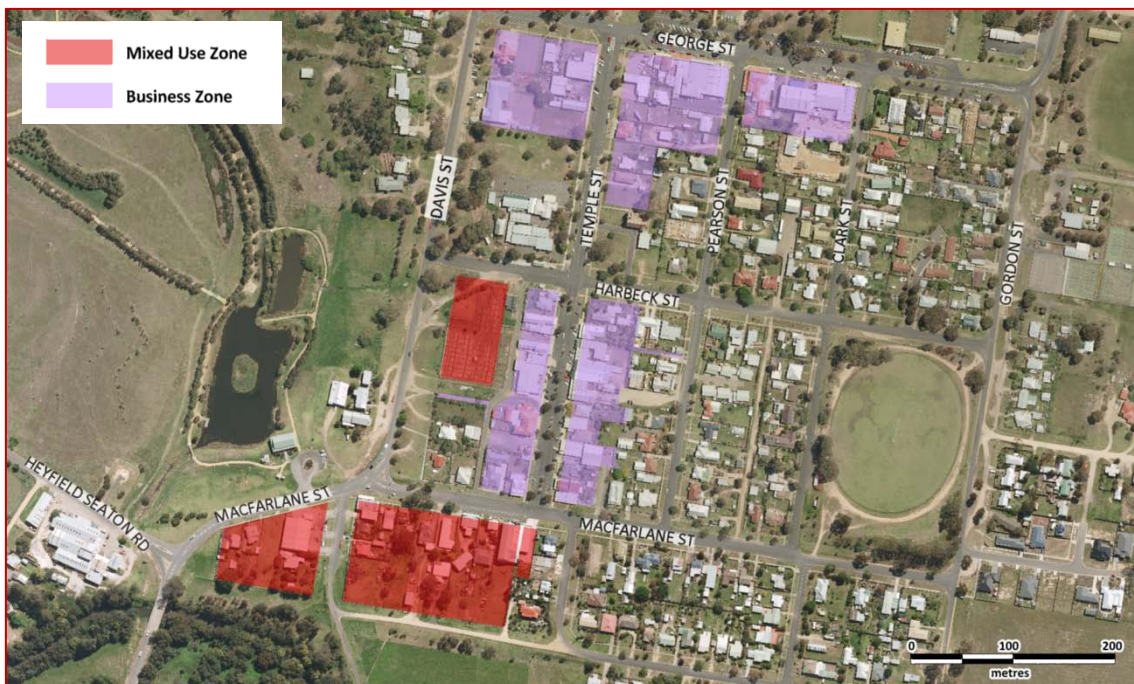 Mixed Use Zone
Business Zone
GEORGE ST
DAVIS ST
TEMPLE ST
PEARSON ST
CLARK ST
GORDON ST
HARBECK ST
HEYFIELD SEATON RD
MACFARLANE ST
MACFARLANE ST
0 100 200
metres